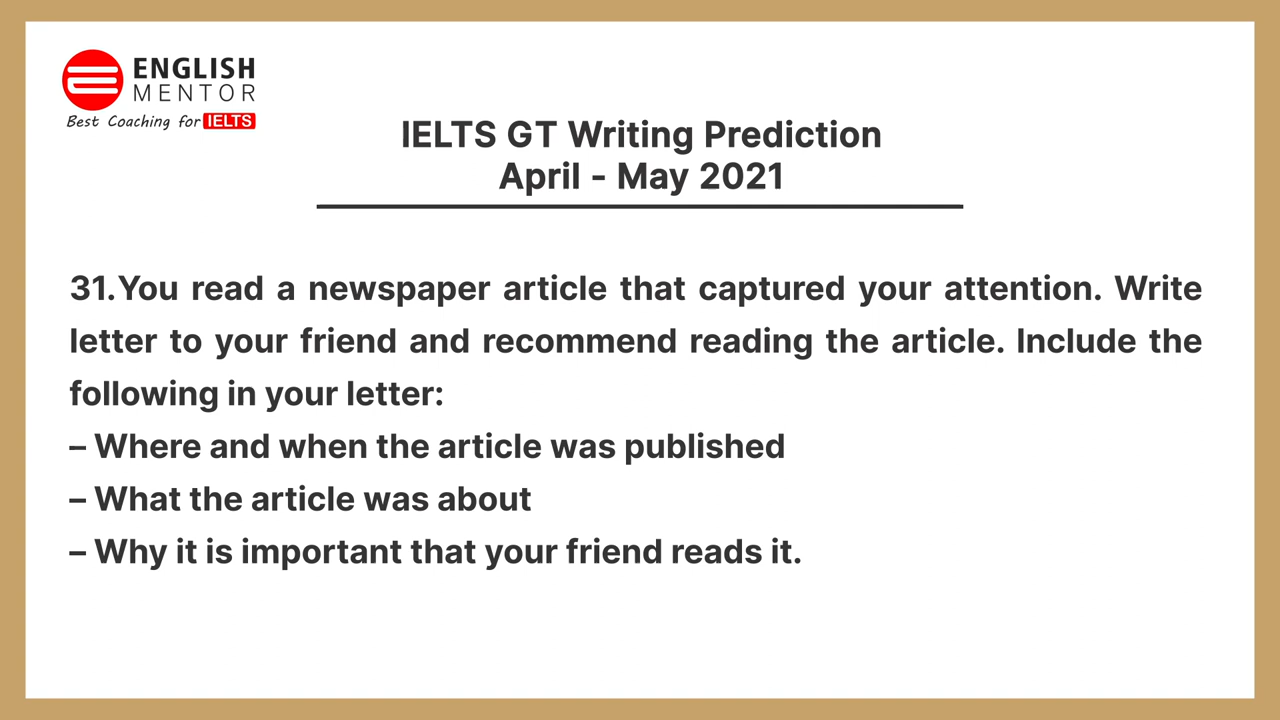 ENGLISH
MENTOR
Best Coaching for IELTS
IELTS GT Writing Prediction
April - May 2021
31.You read a newspaper article that captured your attention. Write
letter to your friend and recommend reading the article. Include the
following in your letter:
– Where and when the article was published
– What the article was about
– Why it is important that your friend reads it.